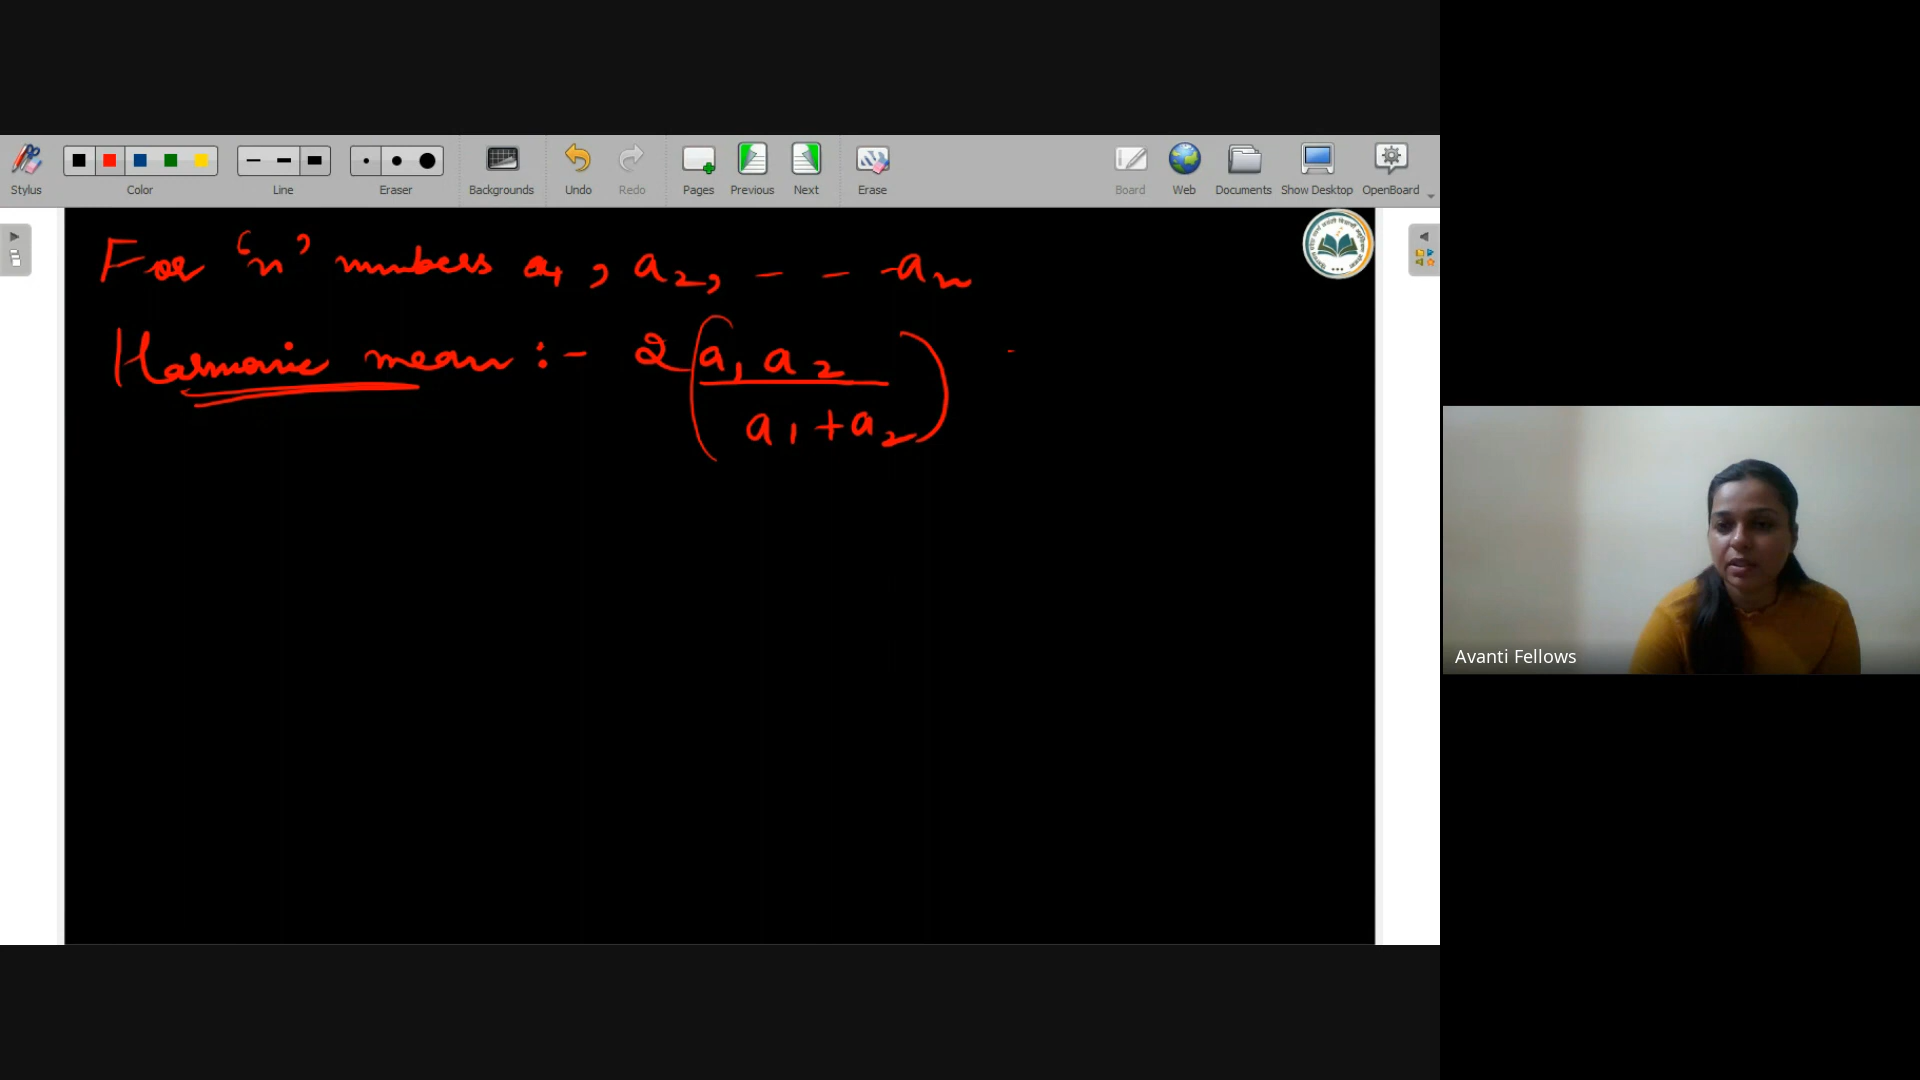 Stylus Color Line Eraser Backgrounds Undo Redo Pages Previous Next Erase Board Web Documents Show Desktop OpenBoard
For ‘n’ numbers a₁, a₂, - - - aₙ
Harmonic mean :- 2(a₁ a₂ / a₁ + a₂)
Avanti Fellows